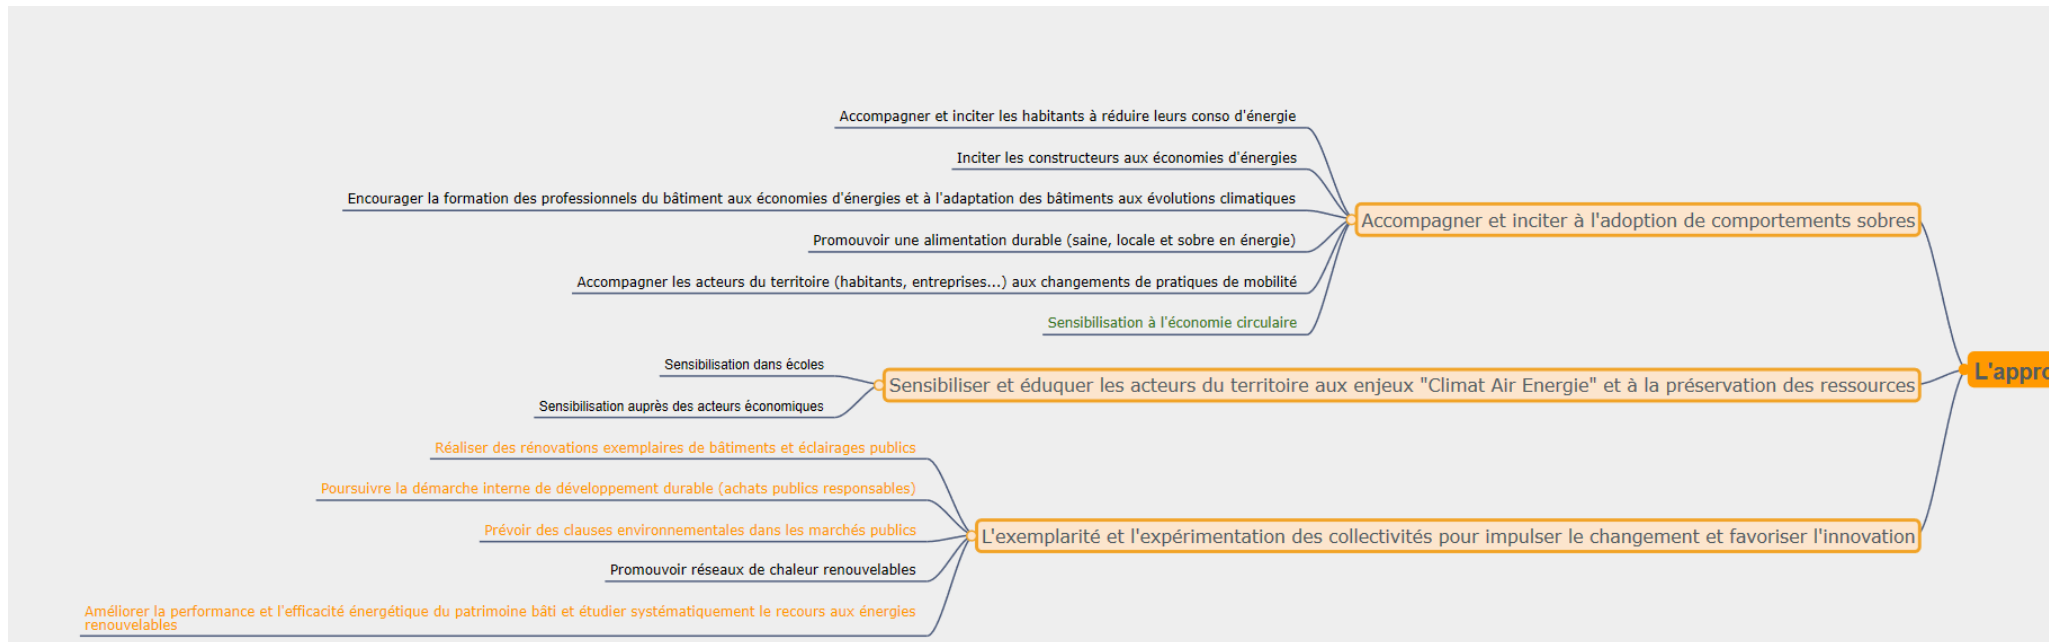 Accompagner et inciter les habitants à réduire leurs conso d'énergie
Inciter les constructeurs aux économies d'énergies
Encourager la formation des professionnels du bâtiment aux économies d'énergies et à l'adaptation des bâtiments aux évolutions climatiques
Promouvoir une alimentation durable (saine, locale et sobre en énergie)
Accompagner les acteurs du territoire (habitants, entreprises...) aux changements de pratiques de mobilité
Sensibilisation à l'économie circulaire
Accompagner et inciter à l'adoption de comportements sobres
Sensibilisation dans écoles
Sensibilisation auprès des acteurs économiques
Sensibiliser et éduquer les acteurs du territoire aux enjeux "Climat Air Energie" et à la préservation des ressources
Réaliser des rénovations exemplaires de bâtiments et éclairages publics
Poursuivre la démarche interne de développement durable (achats publics responsables)
Prévoir des clauses environnementales dans les marchés publics
Promouvoir réseaux de chaleur renouvelables
Améliorer la performance et l'efficacité énergétique du patrimoine bâti et étudier systématiquement le recours aux énergies
renouvelables
L'exemplarité et l'expérimentation des collectivités pour impulser le changement et favoriser l'innovation
L'appro